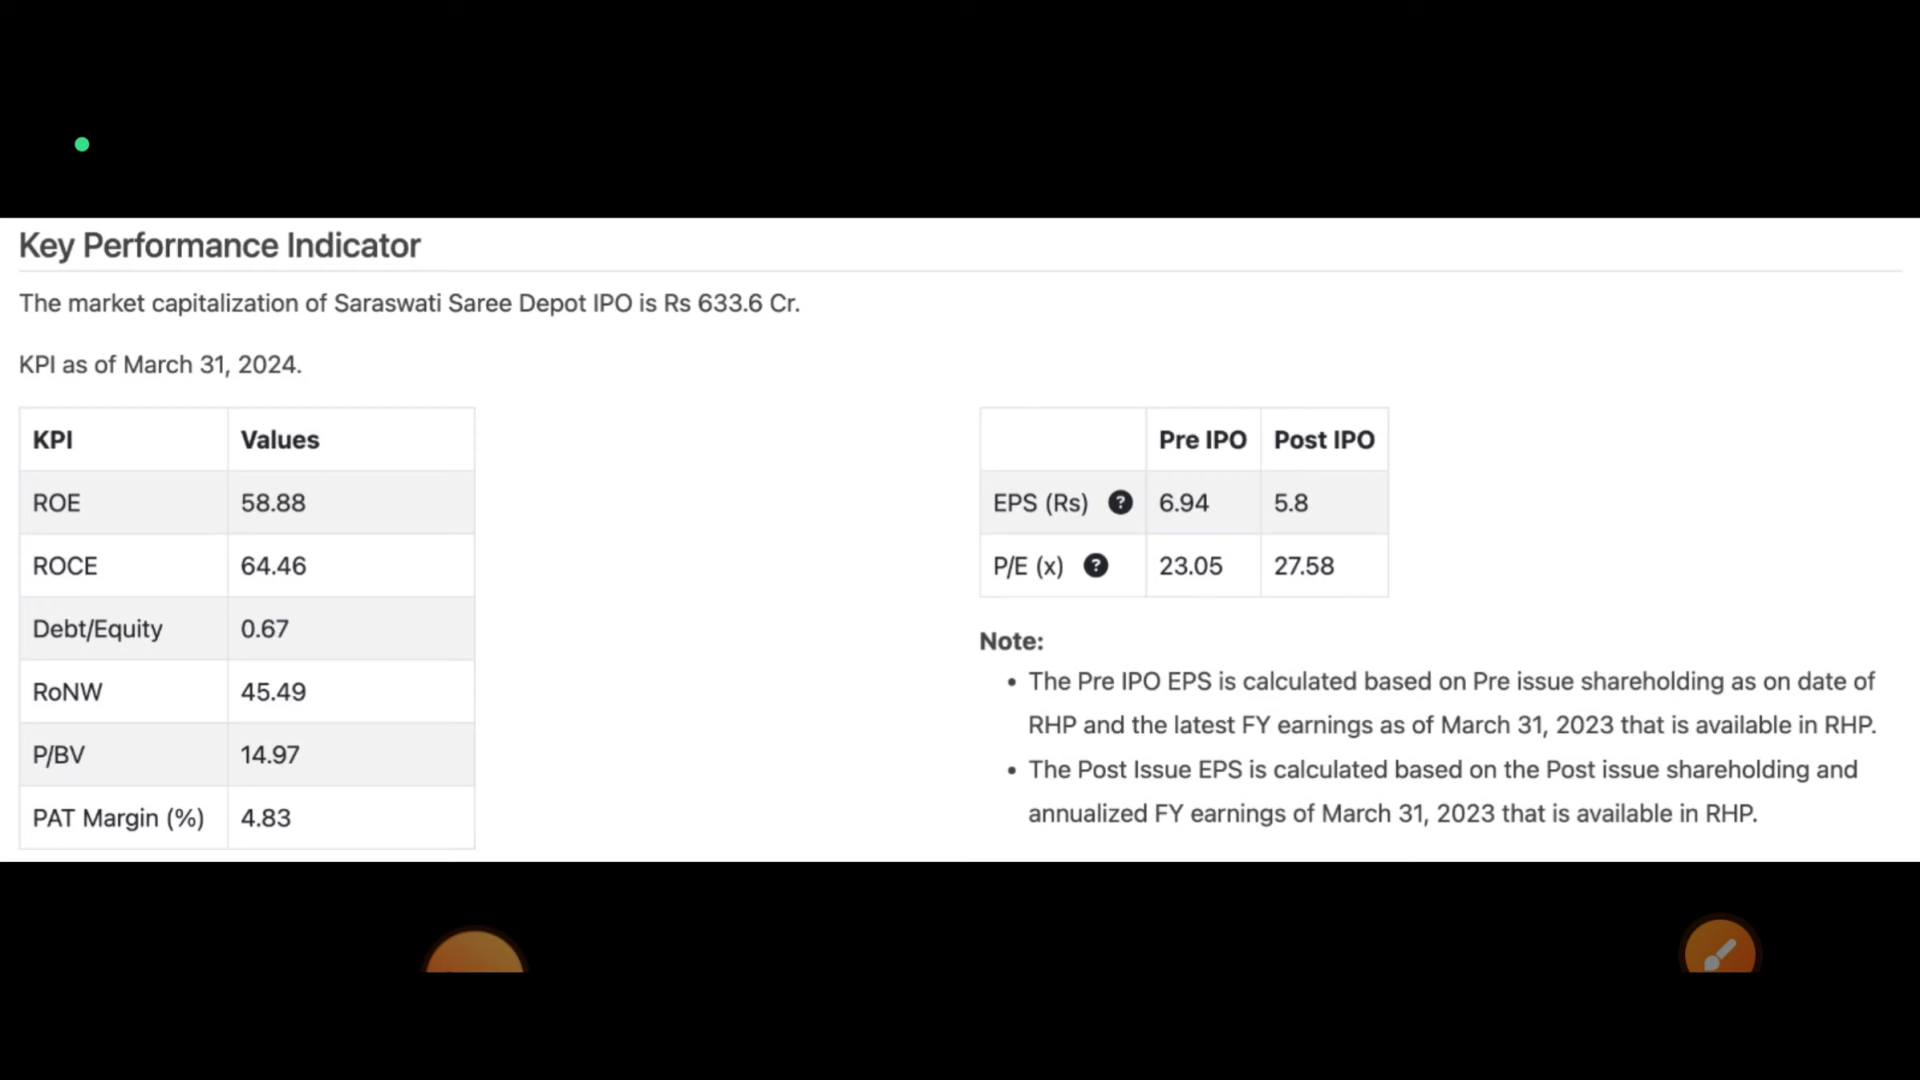 Key Performance Indicator
The market capitalization of Saraswati Saree Depot IPO is Rs 633.6 Cr.
KPI as of March 31, 2024.
KPI Values
ROE 58.88
ROCE 64.46
Debt/Equity 0.67
RoNW 45.49
P/BV 14.97
PAT Margin (%) 4.83
Pre IPO Post IPO
EPS (Rs) ? 6.94 5.8
P/E (x) ? 23.05 27.58
Note:
• The Pre IPO EPS is calculated based on Pre issue shareholding as on date of
RHP and the latest FY earnings as of March 31, 2023 that is available in RHP.
• The Post Issue EPS is calculated based on the Post issue shareholding and
annualized FY earnings of March 31, 2023 that is available in RHP.